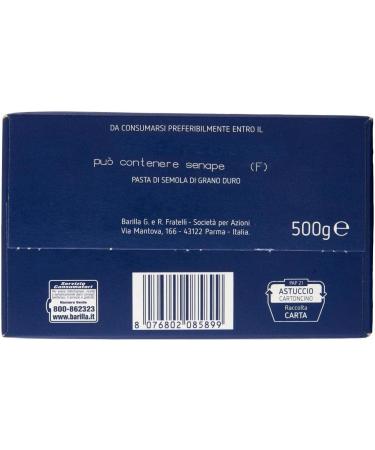 DA CONSUMARSI PREFERIBILMENTE ENTRO IL
può contenere senape (F)
PASTA DI SEMOLA DI GRANO DURO
Barilla G. e R. Fratelli - Società per Azioni
Via Mantova, 166 - 43122 Parma - Italia.
500g e
Servizio
Consumatori
Numero Verde
800-862323
www.barilla.it
8 076802 085899
PAP 21
ASTUCCIO
CARTONCINO
Raccolta
CARTA